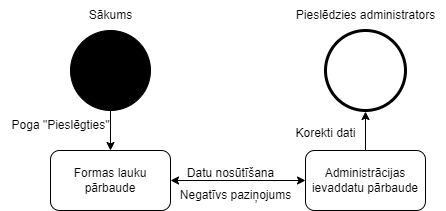 Sākums
Pieslēdzies administrators
Poga "Pieslēgties"
Korekti dati
Formas lauku
pārbaude
Datu nosūtīšana
Negatīvs paziņojums
Administrācijas
ievaddatu pārbaude